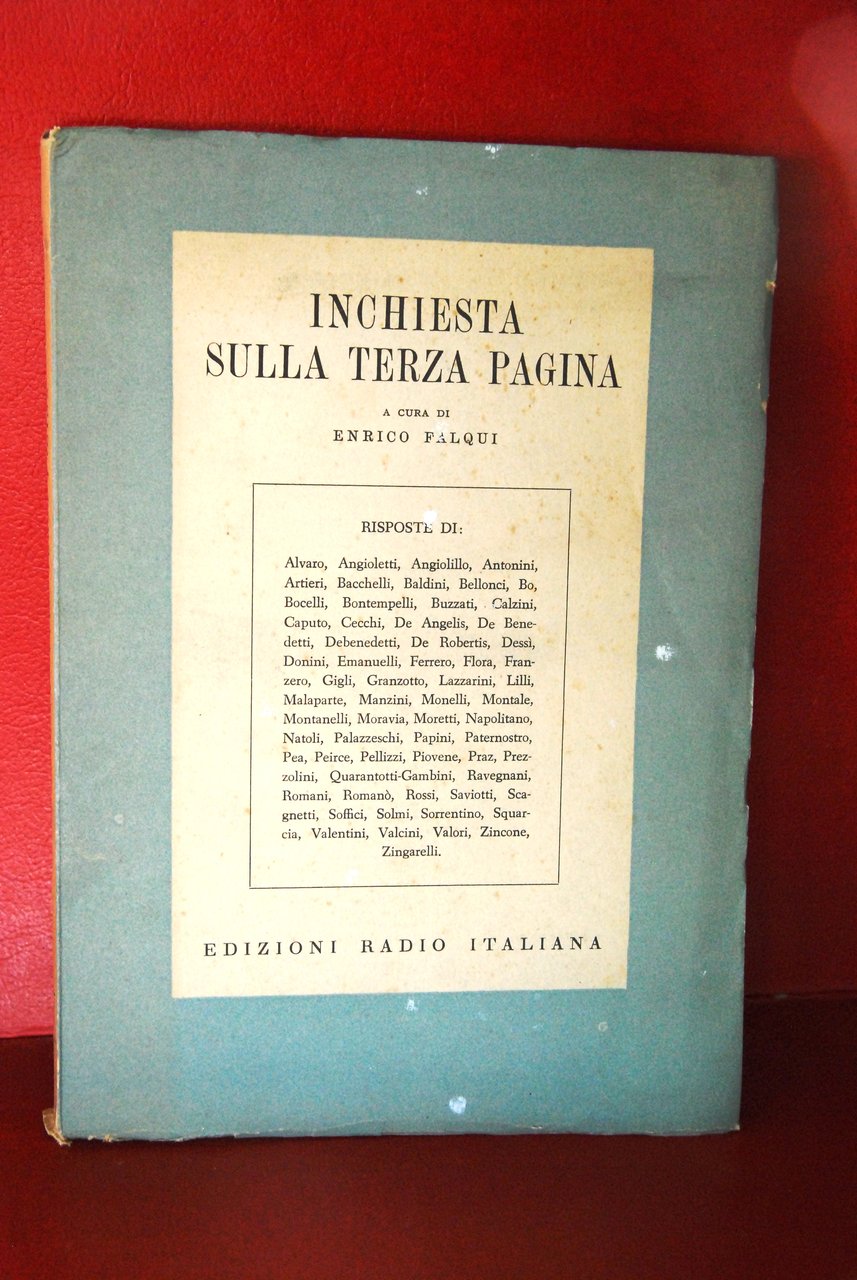 INCHIESTA
SULLA TERZA PAGINA
A CURA DI
ENRICO FALQUI
RISPOSTE DI:
Alvaro, Angioletti, Angiolillo, Antonini,
Artieri, Bacchelli, Baldini, Bellonci, Bo,
Bocelli, Bontempelli, Buzzati, Calzini,
Caputo, Cecchi, De Angelis, De Bene-
detti, Debenedetti, De Robertis, Dessì,
Donini, Emanuelli, Ferrero, Flora, Fran-
zero, Gigli, Granzotto, Lazzarini, Lilli,
Malaparte, Manzini, Monelli, Montale,
Montanelli, Moravia, Moretti, Napolitano,
Natoli, Palazzeschi, Papini, Paternostro,
Pea, Peirce, Pellizzi, Piovene, Praz, Prez-
zolini, Quarantotti-Gambini, Ravegnani,
Romani, Romanò, Rossi, Saviotti, Sca-
gnetti, Soffici, Solmi, Sorrentino, Squar-
cia, Valentini, Valcini, Valori, Zincone,
Zingarelli.
EDIZIONI RADIO ITALIANA